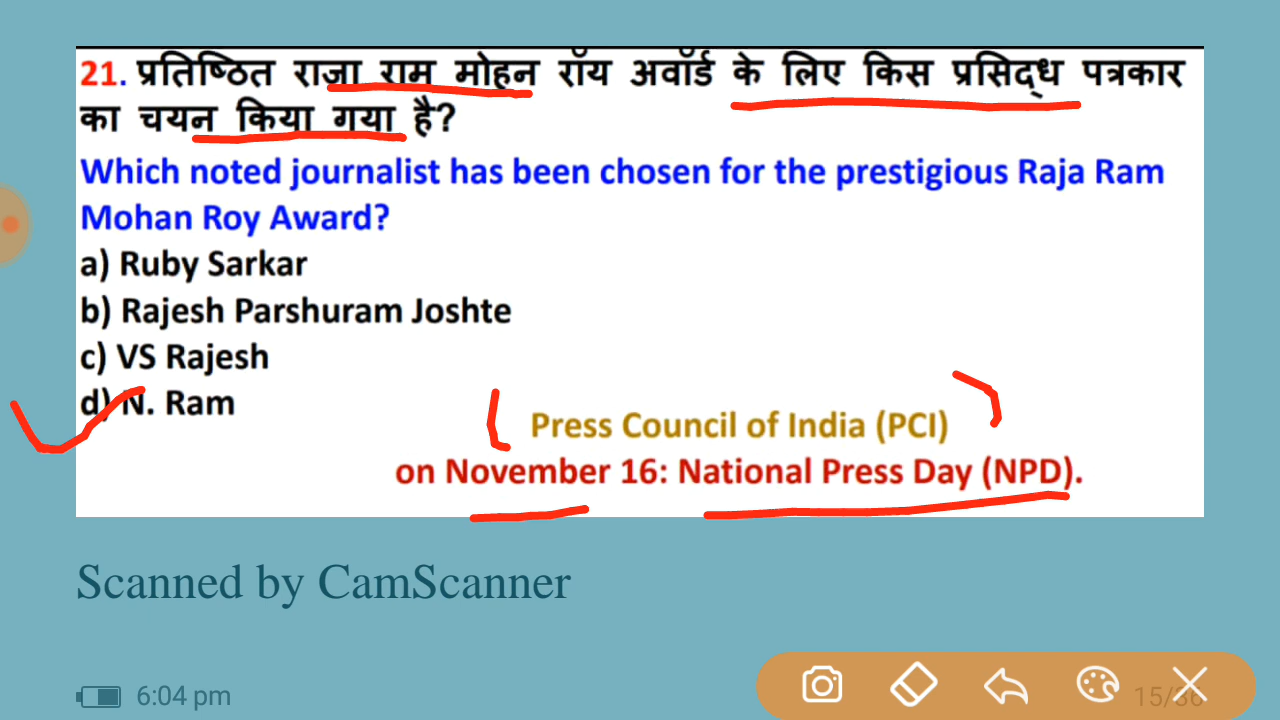 21. प्रतिष्ठित राजा राम मोहन रॉय अवॉर्ड के लिए किस प्रसिद्ध पत्रकार
का चयन किया गया है?
Which noted journalist has been chosen for the prestigious Raja Ram
Mohan Roy Award?
a) Ruby Sarkar
b) Rajesh Parshuram Joshte
c) VS Rajesh
d) N. Ram
Press Council of India (PCI)
on November 16: National Press Day (NPD).
Scanned by CamScanner
6:04 pm
15/36